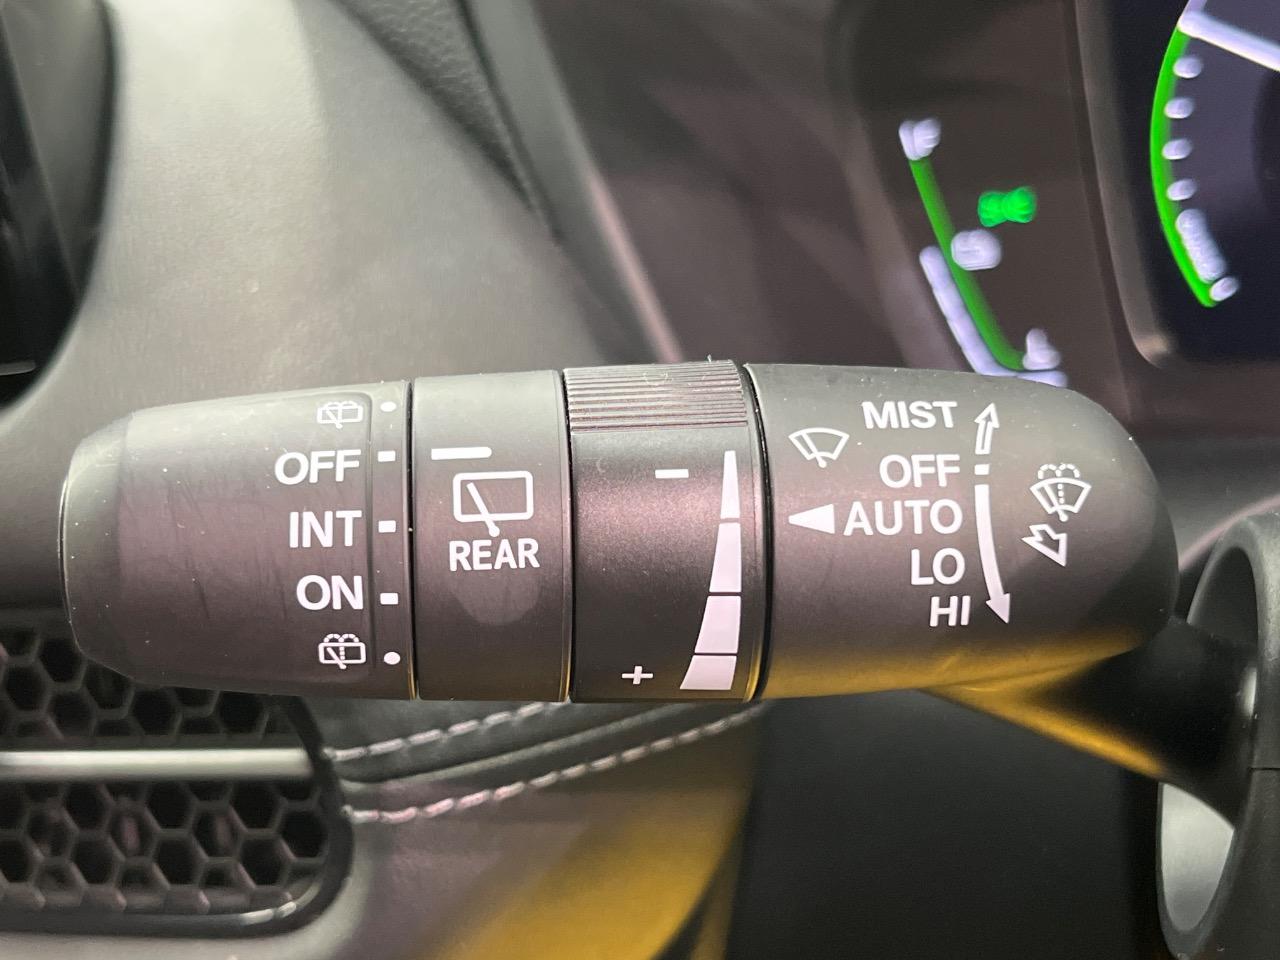 OFF
INT
ON
REAR
−
+
MIST
OFF
AUTO
LO
HI